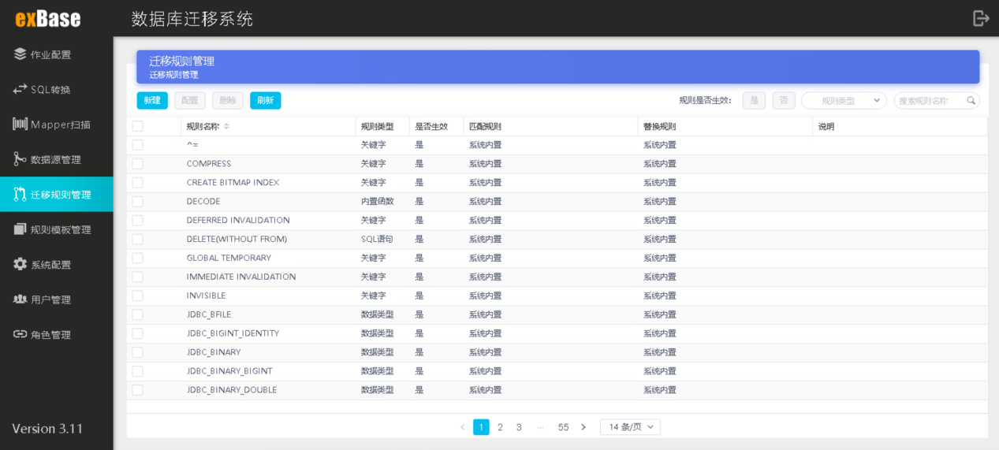 exBase
数据库迁移系统
作业配置
SQL转换
Mapper扫描
数据源管理
迁移规则管理
规则模板管理
系统配置
用户管理
角色管理
Version 3.11
迁移规则管理
迁移规则管理
新建 配置 删除 刷新 规则是否生效: 是 否 规则类型 搜索规则名称
规则名称 规则类型 是否生效 匹配规则 替换规则 说明
^= 关键字 是 系统内置 系统内置
COMPRESS 关键字 是 系统内置 系统内置
CREATE BITMAP INDEX 关键字 是 系统内置 系统内置
DECODE 内置函数 是 系统内置 系统内置
DEFERRED INVALIDATION 关键字 是 系统内置 系统内置
DELETE(WITHOUT FROM) SQL语句 是 系统内置 系统内置
GLOBAL TEMPORARY 关键字 是 系统内置 系统内置
IMMEDIATE INVALIDATION 关键字 是 系统内置 系统内置
INVISIBLE 关键字 是 系统内置 系统内置
JDBC_BFILE 数据类型 是 系统内置 系统内置
JDBC_BIGINT_IDENTITY 数据类型 是 系统内置 系统内置
JDBC_BINARY 数据类型 是 系统内置 系统内置
JDBC_BINARY_BIGINT 数据类型 是 系统内置 系统内置
JDBC_BINARY_DOUBLE 数据类型 是 系统内置 系统内置
< 1 2 3 ··· 55 > 14 条/页